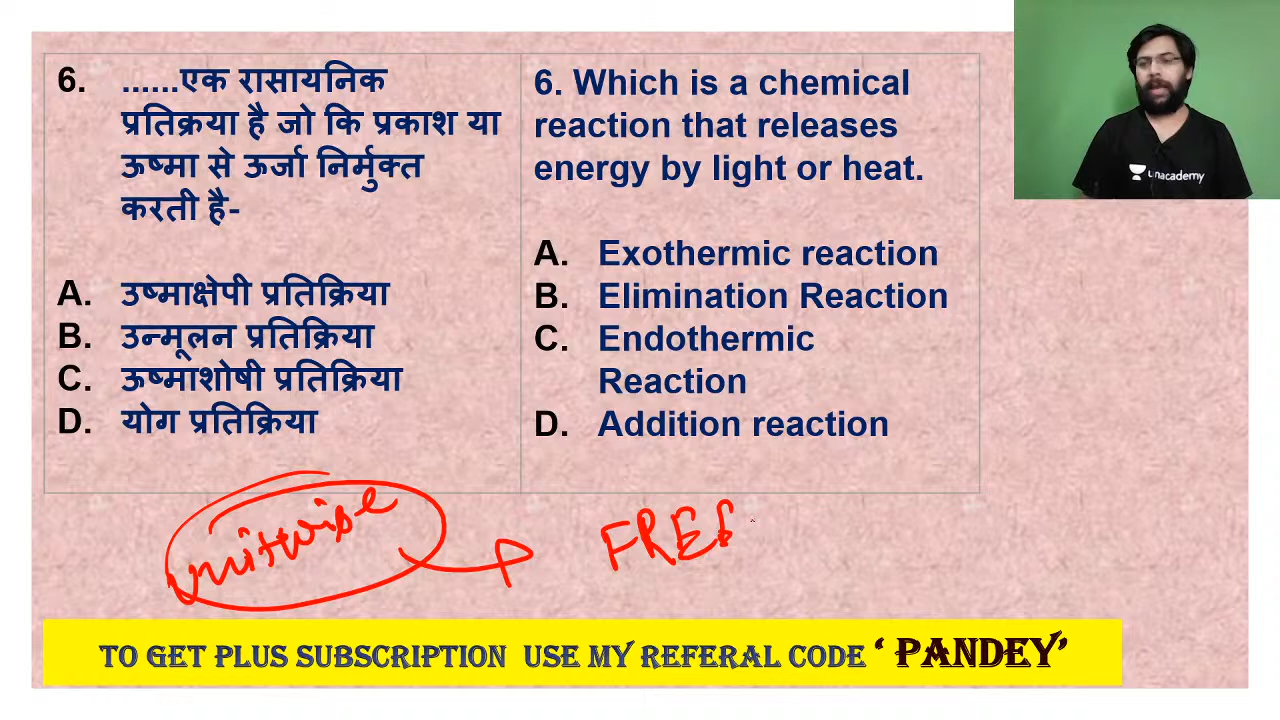 6. ......एक रासायनिक
प्रतिक्रया है जो कि प्रकाश या
ऊष्मा से ऊर्जा निर्मुक्त
करती है-
A. उष्माक्षेपी प्रतिक्रिया
B. उन्मूलन प्रतिक्रिया
C. ऊष्माशोषी प्रतिक्रिया
D. योग प्रतिक्रिया
6. Which is a chemical
reaction that releases
energy by light or heat.
A. Exothermic reaction
B. Elimination Reaction
C. Endothermic
Reaction
D. Addition reaction
unacademy
unitwise
FREE
TO GET PLUS SUBSCRIPTION USE MY REFERAL CODE ‘ PANDEY’